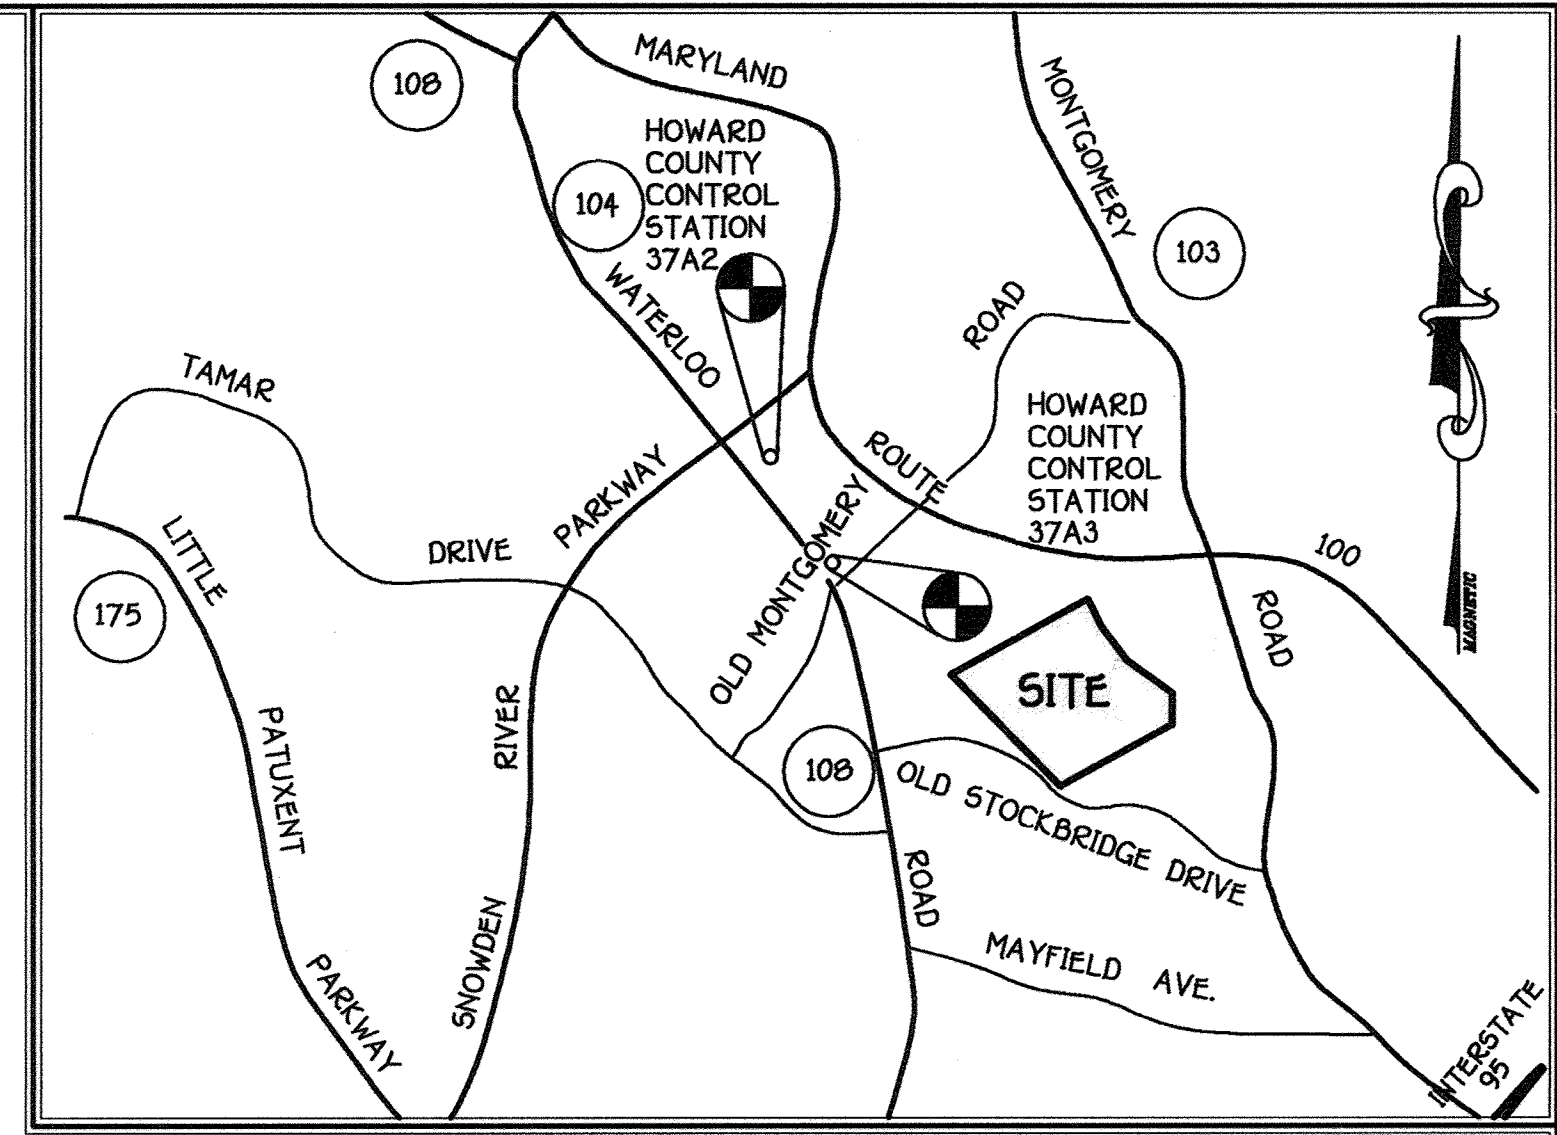 108
MARYLAND
HOWARD
COUNTY
CONTROL
STATION
37A2
104
WATERLOO
MONTGOMERY
103
ROAD
TAMAR
DRIVE
PARKWAY
ROUTE
HOWARD
COUNTY
CONTROL
STATION
37A3
100
MAGNETIC
LITTLE
175
OLD MONTGOMERY
ROAD
SITE
RIVER
PATUXENT
108
OLD STOCKBRIDGE DRIVE
ROAD
SNOWDEN
MAYFIELD AVE.
PARKWAY
INTERSTATE
95